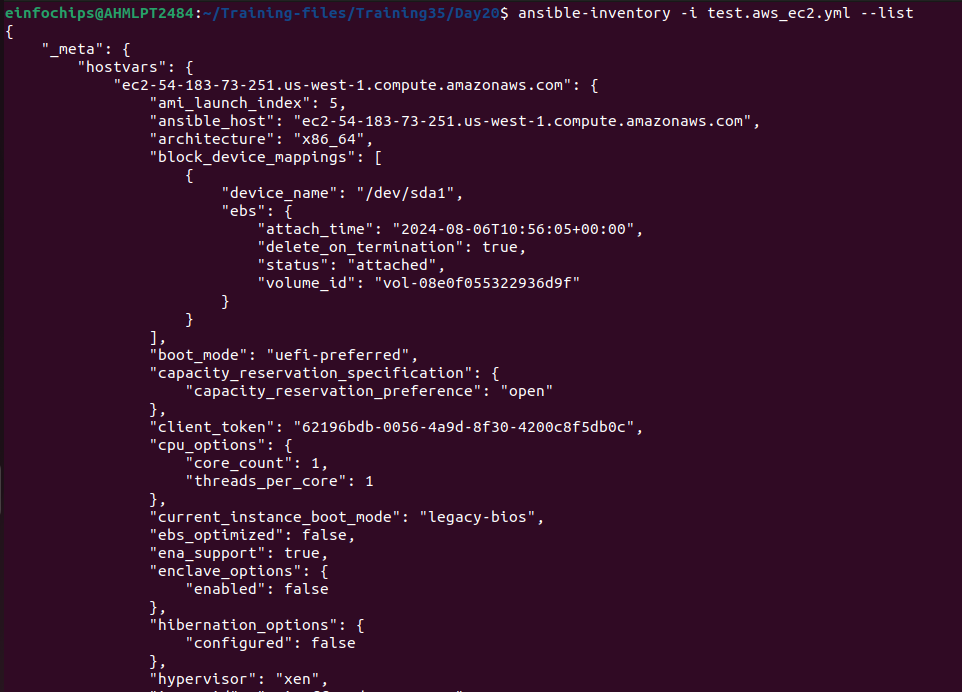 einfochips@AHMLPT2484:~/Training-files/Training35/Day20$ ansible-inventory -i test.aws_ec2.yml --list
{
    "_meta": {
        "hostvars": {
            "ec2-54-183-73-251.us-west-1.compute.amazonaws.com": {
                "ami_launch_index": 5,
                "ansible_host": "ec2-54-183-73-251.us-west-1.compute.amazonaws.com",
                "architecture": "x86_64",
                "block_device_mappings": [
                    {
                        "device_name": "/dev/sda1",
                        "ebs": {
                            "attach_time": "2024-08-06T10:56:05+00:00",
                            "delete_on_termination": true,
                            "status": "attached",
                            "volume_id": "vol-08e0f055322936d9f"
                        }
                    }
                ],
                "boot_mode": "uefi-preferred",
                "capacity_reservation_specification": {
                    "capacity_reservation_preference": "open"
                },
                "client_token": "62196bdb-0056-4a9d-8f30-4200c8f5db0c",
                "cpu_options": {
                    "core_count": 1,
                    "threads_per_core": 1
                },
                "current_instance_boot_mode": "legacy-bios",
                "ebs_optimized": false,
                "ena_support": true,
                "enclave_options": {
                    "enabled": false
                },
                "hibernation_options": {
                    "configured": false
                },
                "hypervisor": "xen",